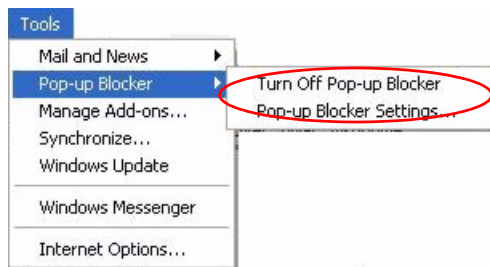 Tools
Mail and News
Pop-up Blocker
Turn Off Pop-up Blocker
Manage Add-ons...
Pop-up Blocker Settings...
Synchronize...
Windows Update
Windows Messenger
Internet Options...